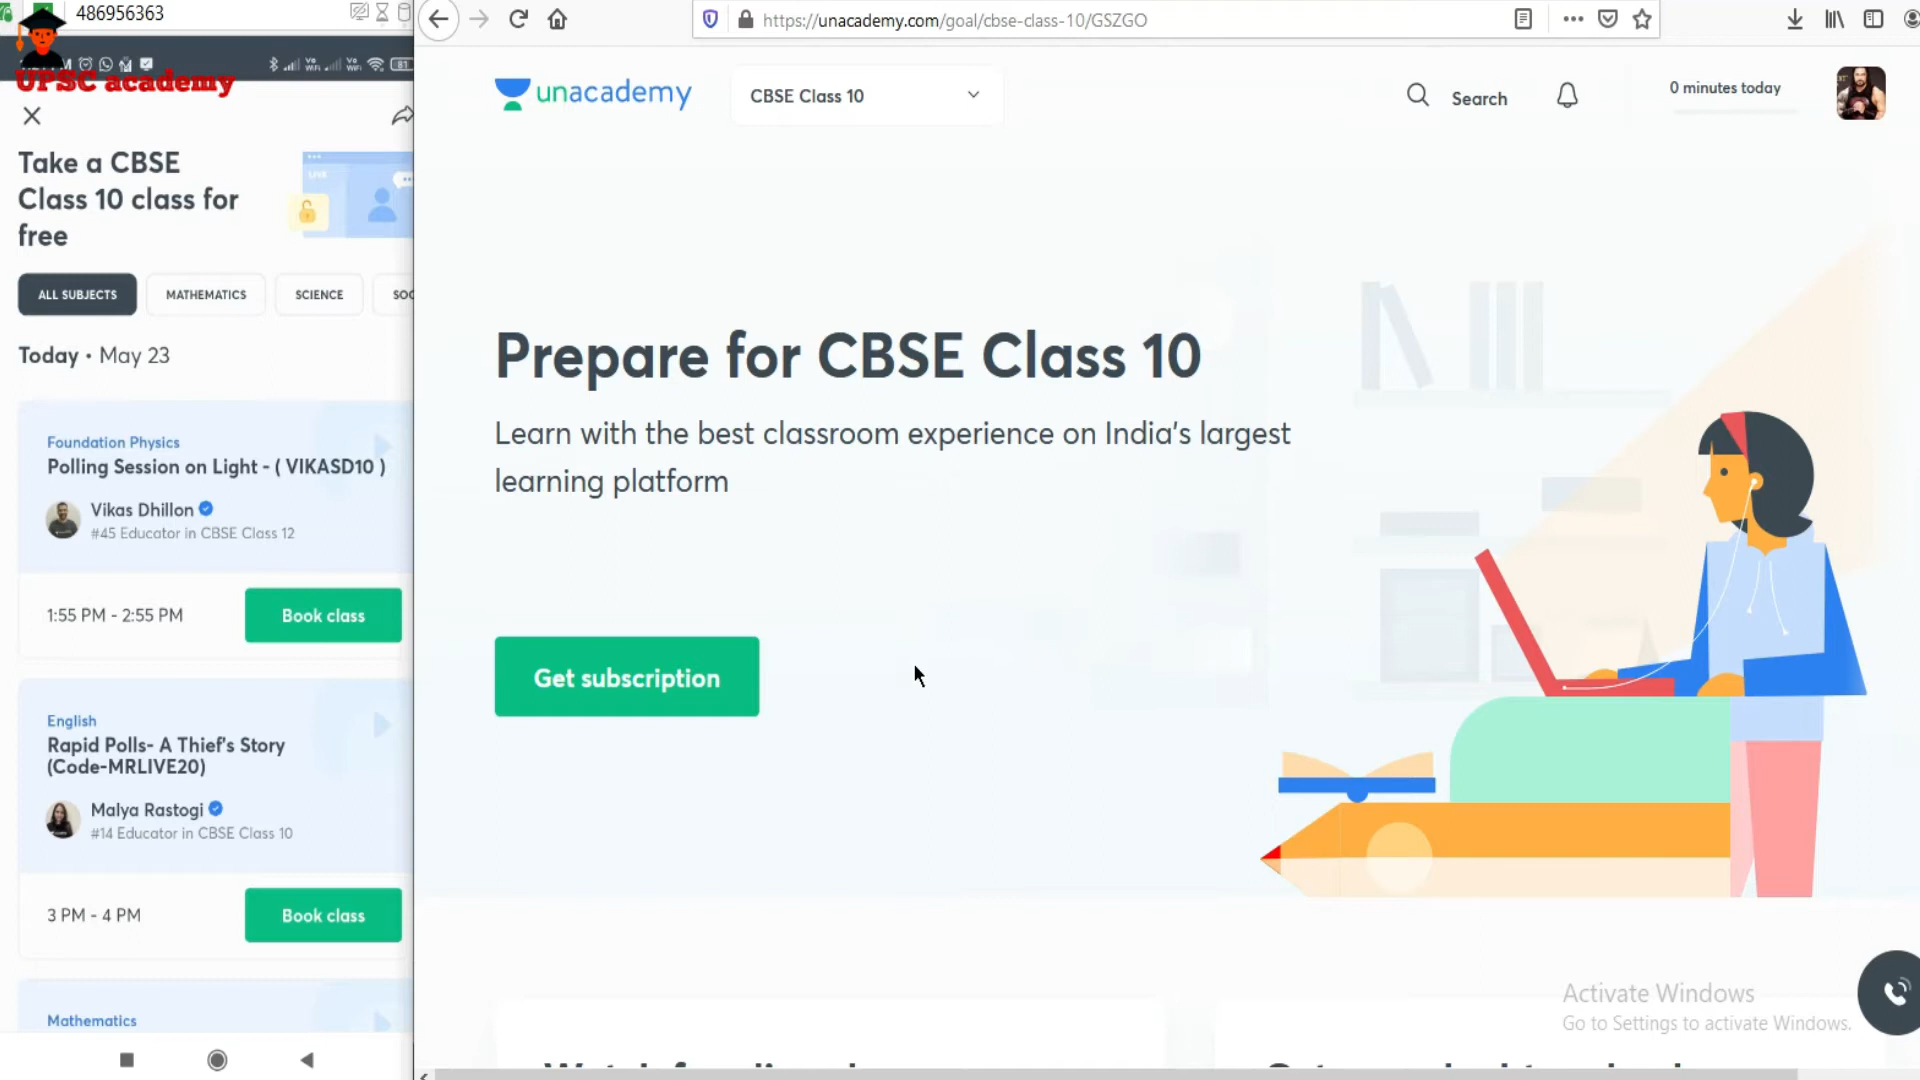 486956363
UPSC academy
81
Take a CBSE
Class 10 class for
free
LIVE
ALL SUBJECTS
MATHEMATICS
SCIENCE
Today • May 23
Foundation Physics
Polling Session on Light - ( VIKASD10 )
Vikas Dhillon
#45 Educator in CBSE Class 12
1:55 PM - 2:55 PM
Book class
English
Rapid Polls- A Thief's Story
(Code-MRLIVE20)
Malya Rastogi
#14 Educator in CBSE Class 10
3 PM - 4 PM
Book class
Mathematics
https://unacademy.com/goal/cbse-class-10/GSZGO
unacademy
CBSE Class 10
Search
0 minutes today
Prepare for CBSE Class 10
Learn with the best classroom experience on India's largest
learning platform
Get subscription
Activate Windows
Go to Settings to activate Windows.